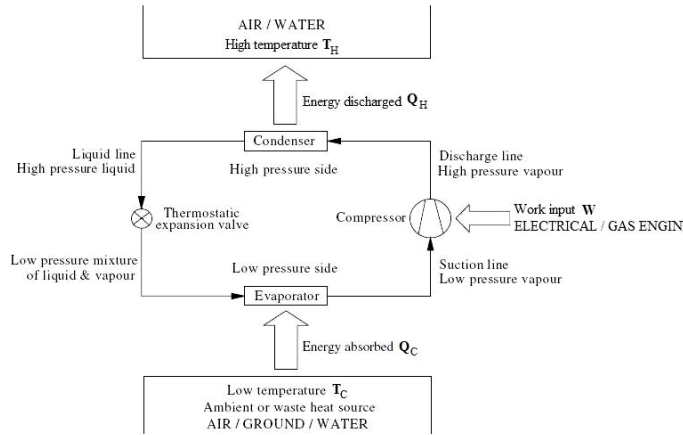 AIR / WATER
High temperature T_H
Energy discharged Q_H
Condenser
Liquid line
High pressure liquid
High pressure side
Discharge line
High pressure vapour
Thermostatic
expansion valve
Compressor
Work input W
ELECTRICAL / GAS ENGIN
Low pressure mixture
of liquid & vapour
Low pressure side
Suction line
Low pressure vapour
Evaporator
Energy absorbed Q_C
Low temperature T_C
Ambient or waste heat source
AIR / GROUND / WATER